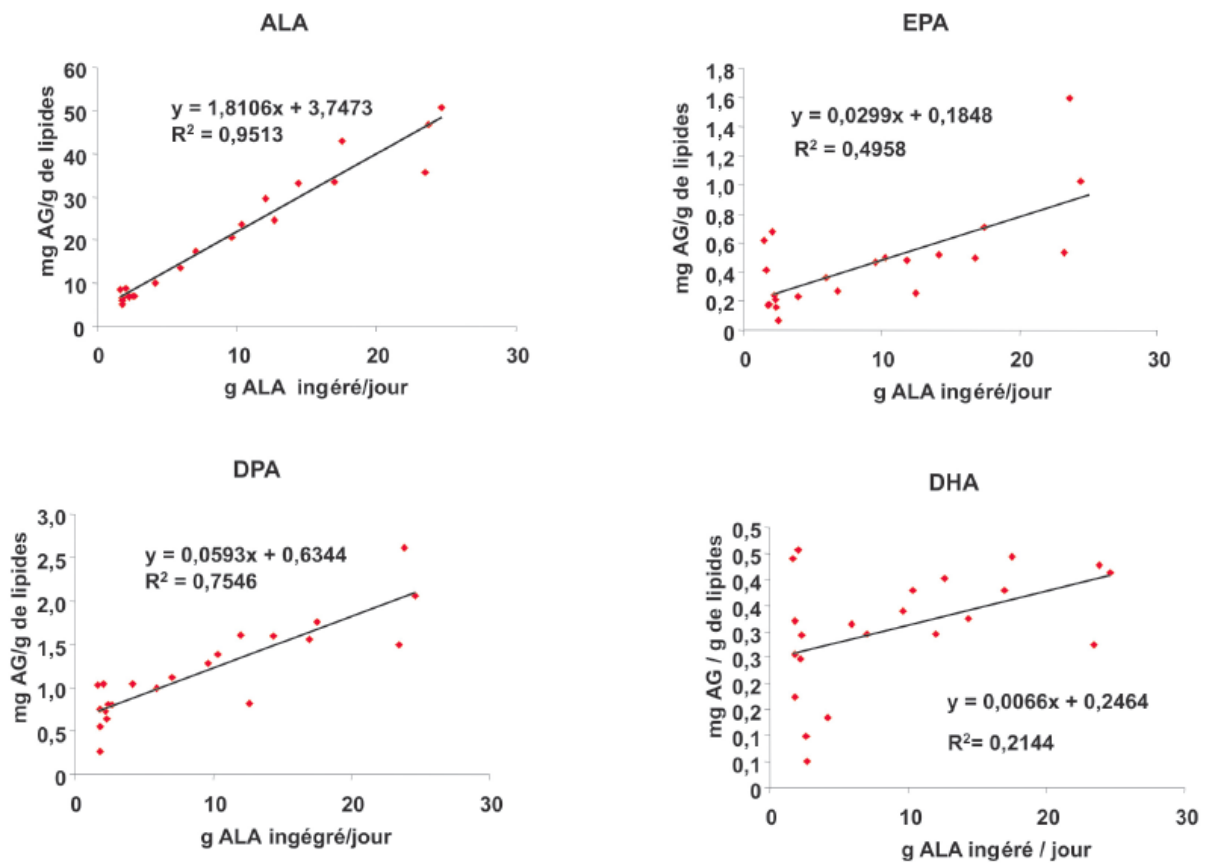 ALA
60
50
40
30
20
10
0
mg AG/g de lipides
y = 1,8106x + 3,7473
R² = 0,9513
0 10 20 30
g ALA ingéré/jour
EPA
1,8
1,6
1,4
1,2
1,0
0,8
0,6
0,4
0,2
0
mg AG/g de lipides
y = 0,0299x + 0,1848
R² = 0,4958
0 10 20 30
g ALA ingéré/jour
DPA
3,0
2,5
2,0
1,5
1,0
0,5
0
mg AG/g de lipides
y = 0,0593x + 0,6344
R² = 0,7546
0 10 20 30
g ALA ingégré/jour
DHA
0,5
0,5
0,4
0,4
0,3
0,3
0,2
0,2
0,1
0,1
0
mg AG / g de lipides
y = 0,0066x + 0,2464
R²= 0,2144
0 10 20 30
g ALA ingéré / jour